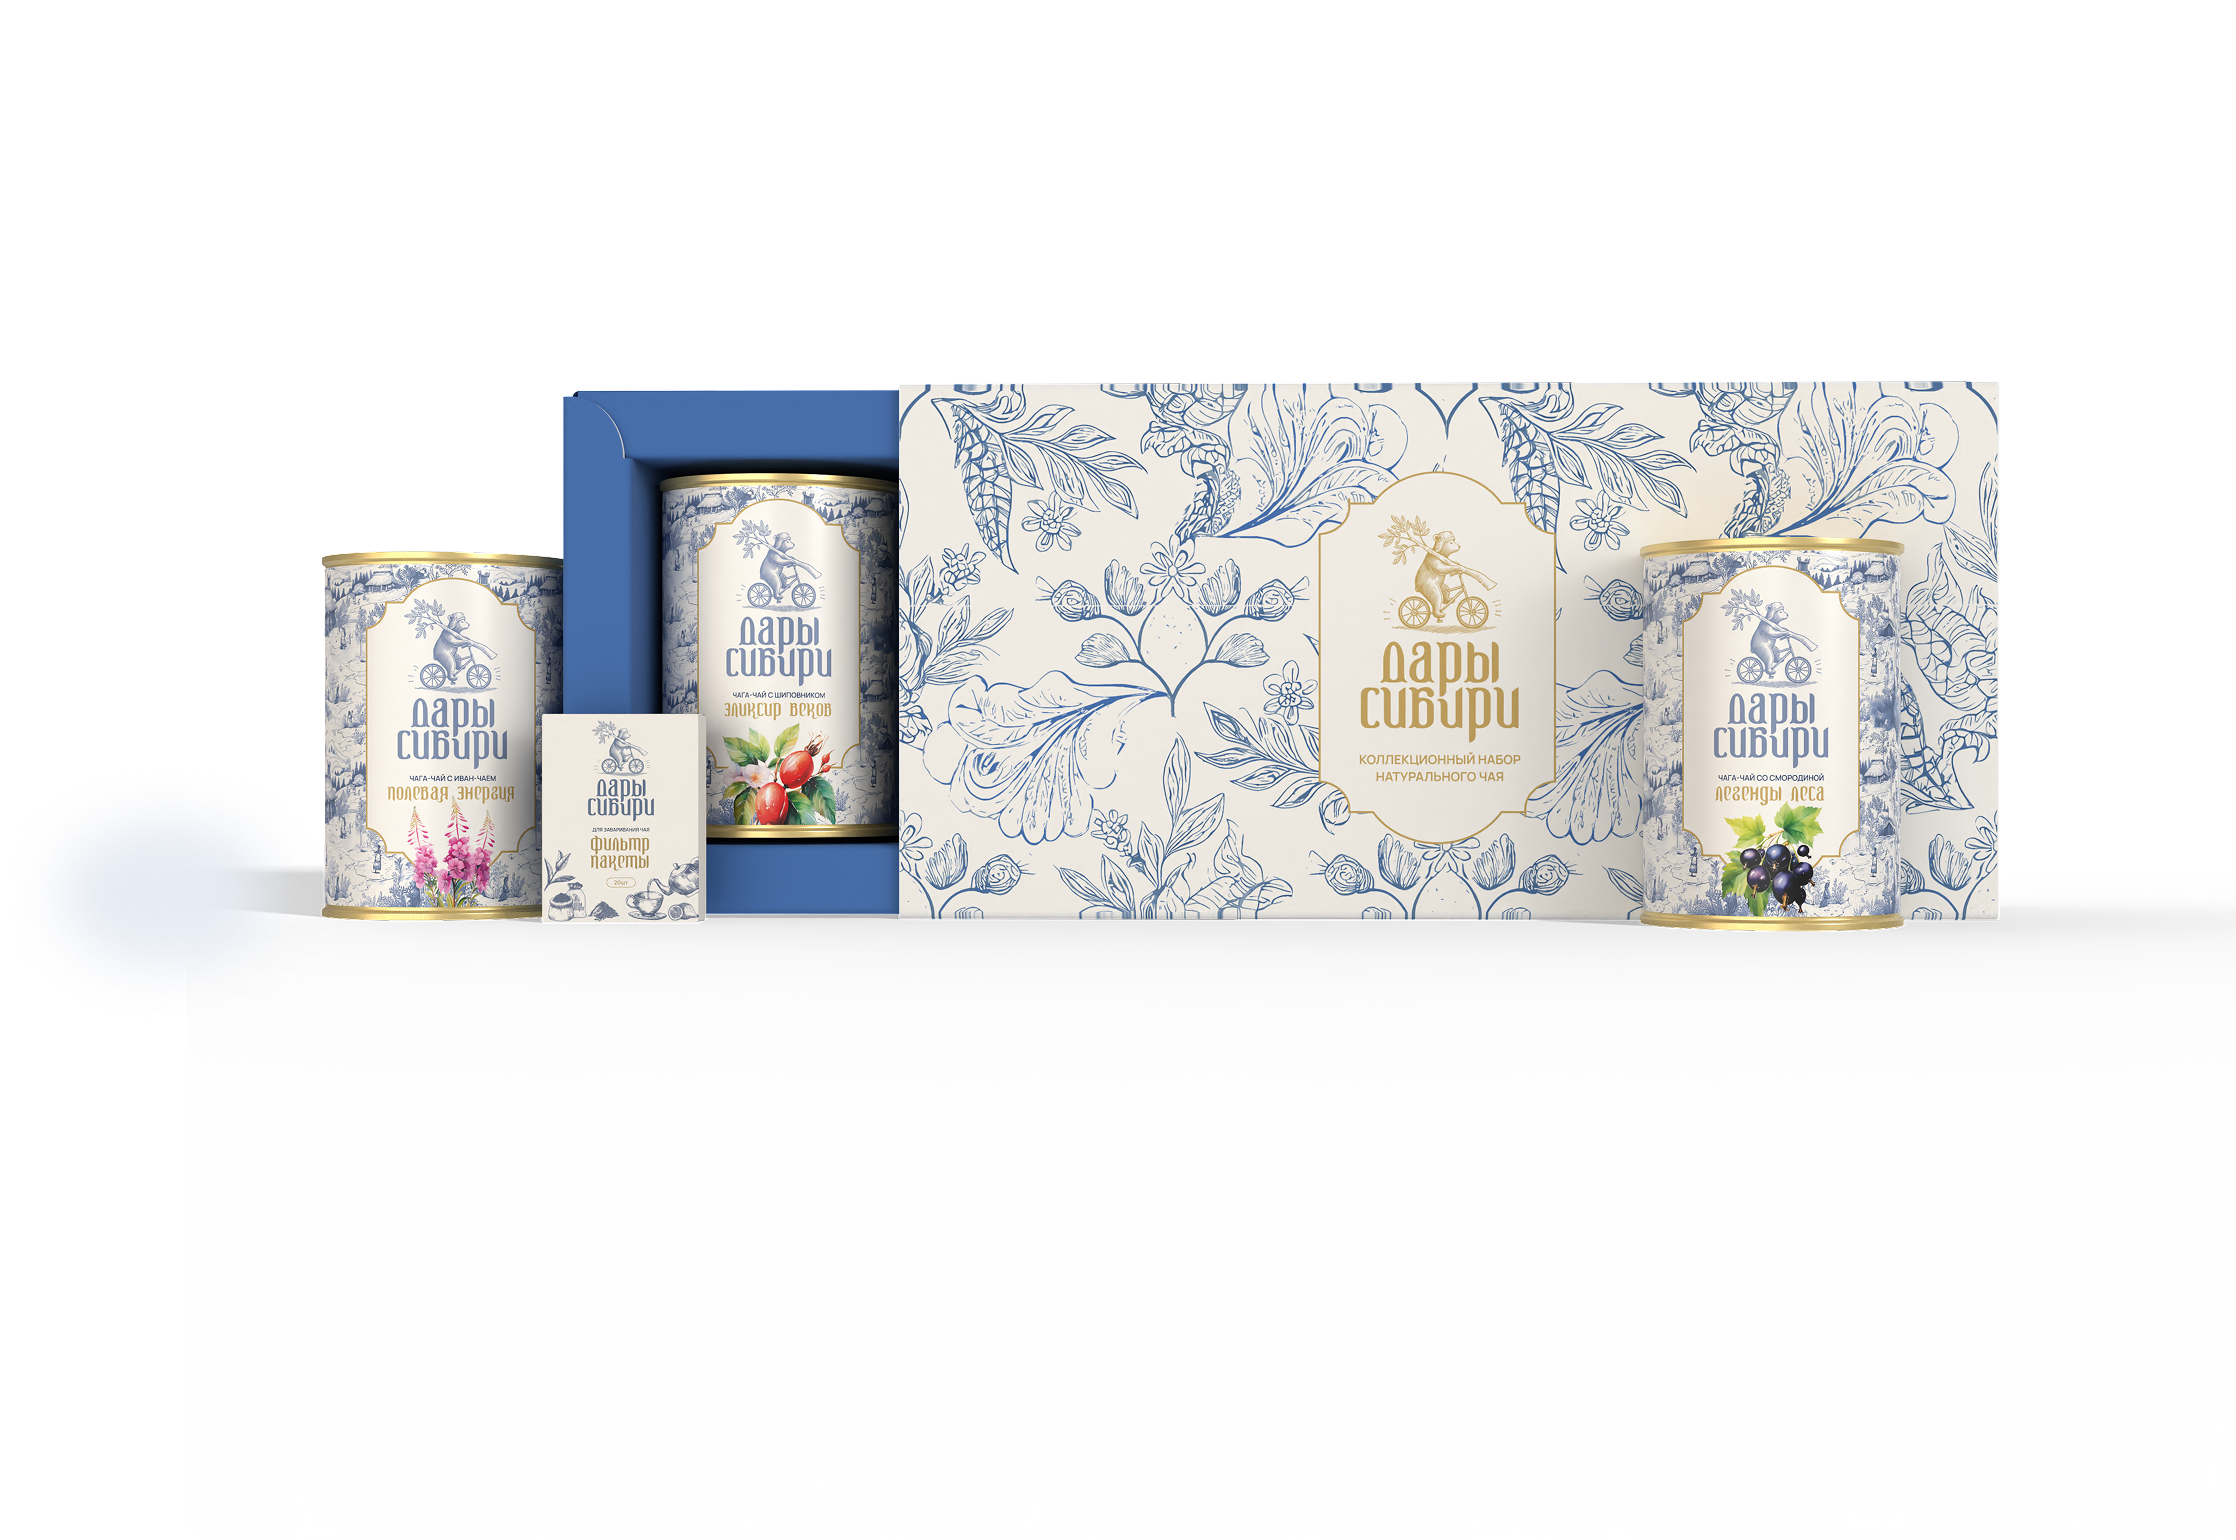 дары
сибири
ЧАГА-ЧАЙ С ИВАН-ЧАЕМ
полевая энергия
дары
сибири
ДЛЯ ЗАВАРИВАНИЯ ЧАЯ
фильтр
пакеты
20шт
дары
сибири
ЧАГА-ЧАЙ С ШИПОВНИКОМ
эликсир веков
дары
сибири
КОЛЛЕКЦИОННЫЙ НАБОР
НАТУРАЛЬНОГО ЧАЯ
дары
сибири
ЧАГА-ЧАЙ СО СМОРОДИНОЙ
легенды леса